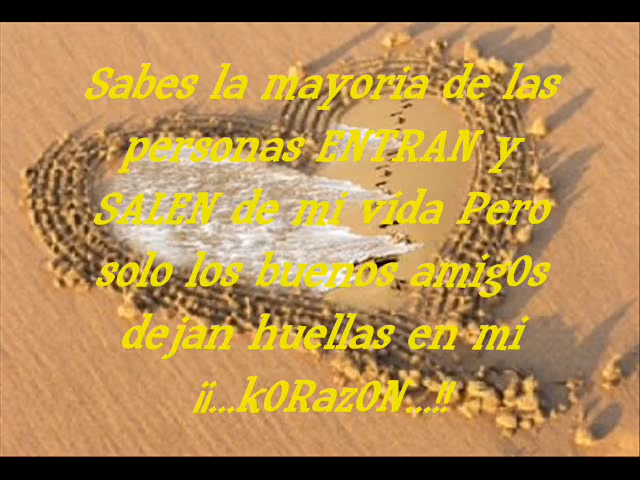 Sabes la mayoria de las
personas ENTRAN y
SALEN de mi vida Pero
solo los buenos amig0s
dejan huellas en mi
¡¡...k0Raz0N...!!